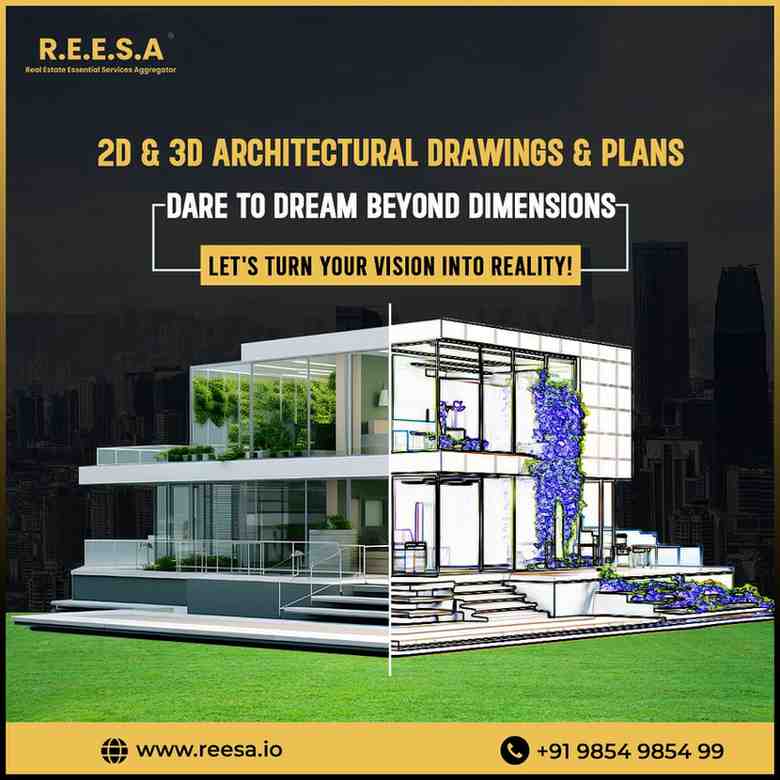 R.E.E.S.A®
Real Estate Essential Services Aggregator
2D & 3D ARCHITECTURAL DRAWINGS & PLANS
DARE TO DREAM BEYOND DIMENSIONS
LET'S TURN YOUR VISION INTO REALITY!
www.reesa.io
+91 9854 9854 99